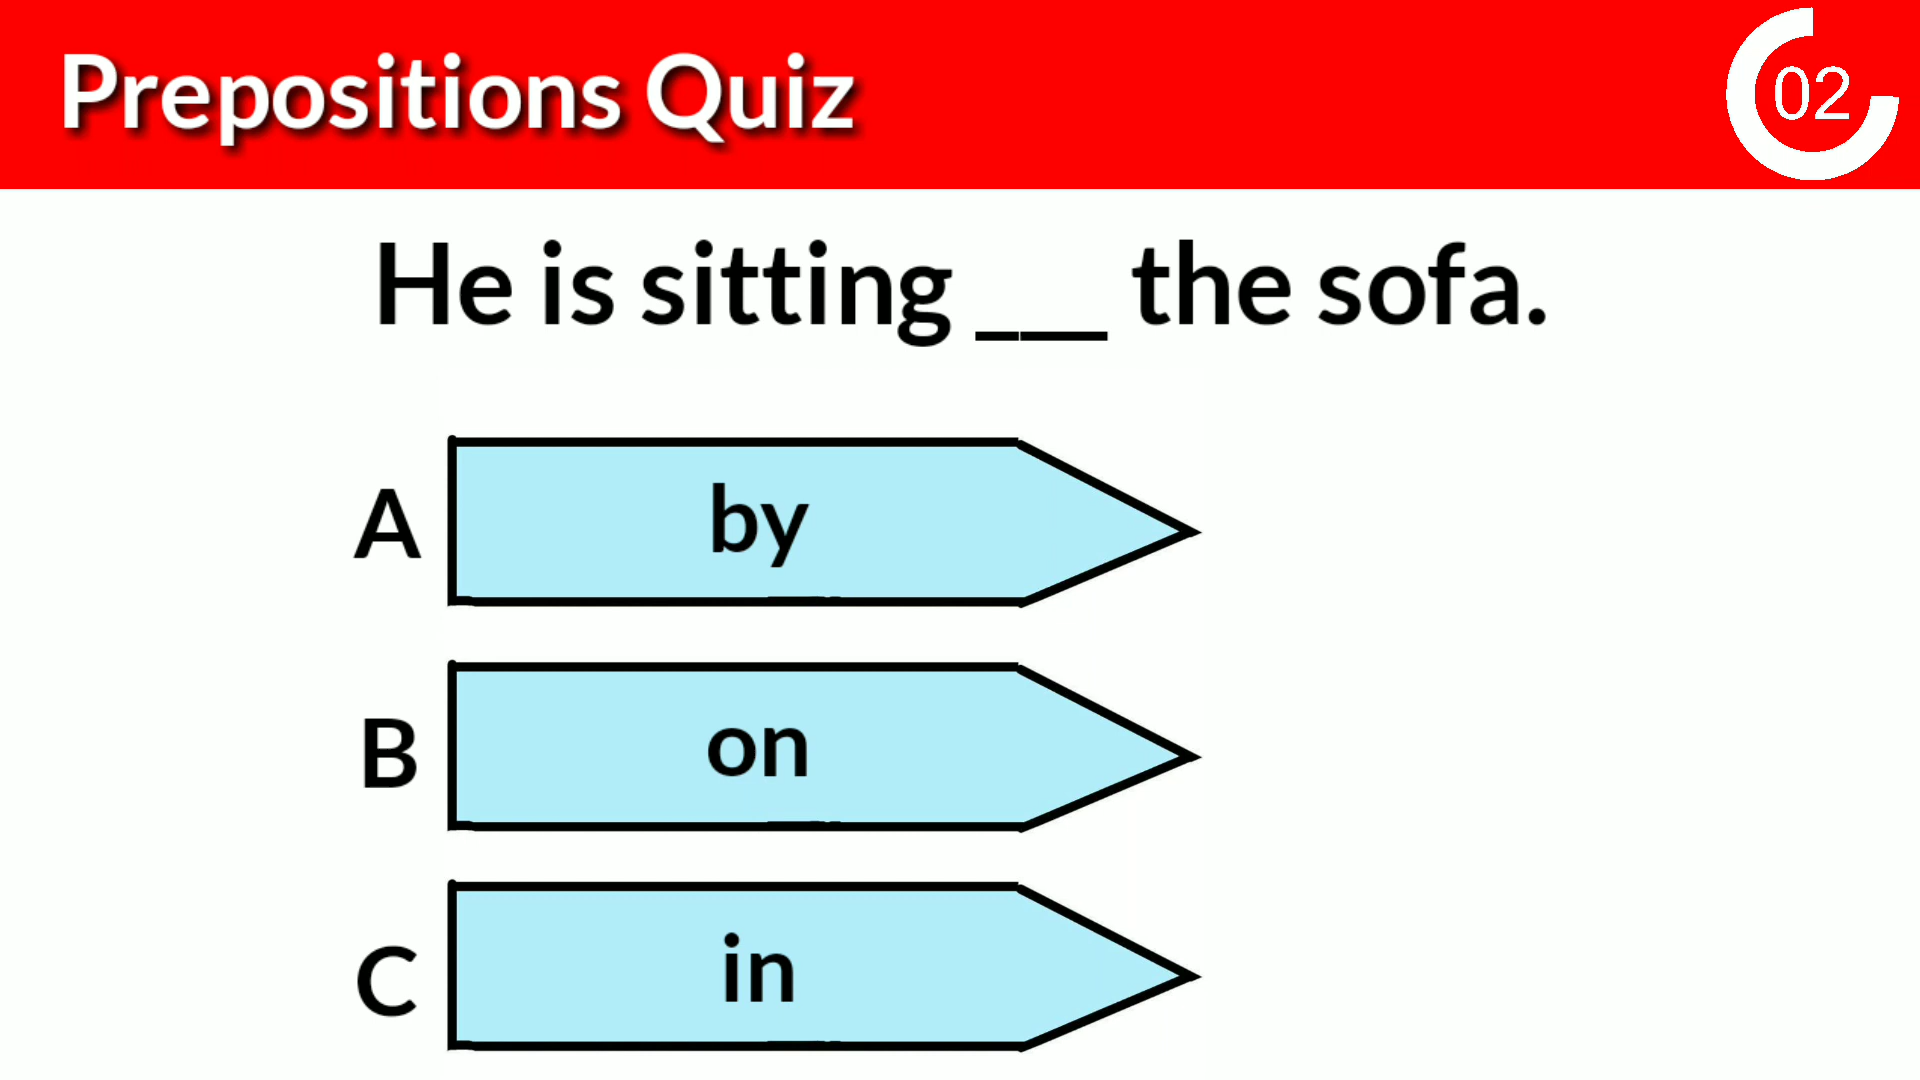 Prepositions Quiz
02
He is sitting ___ the sofa.
A by
B on
C in